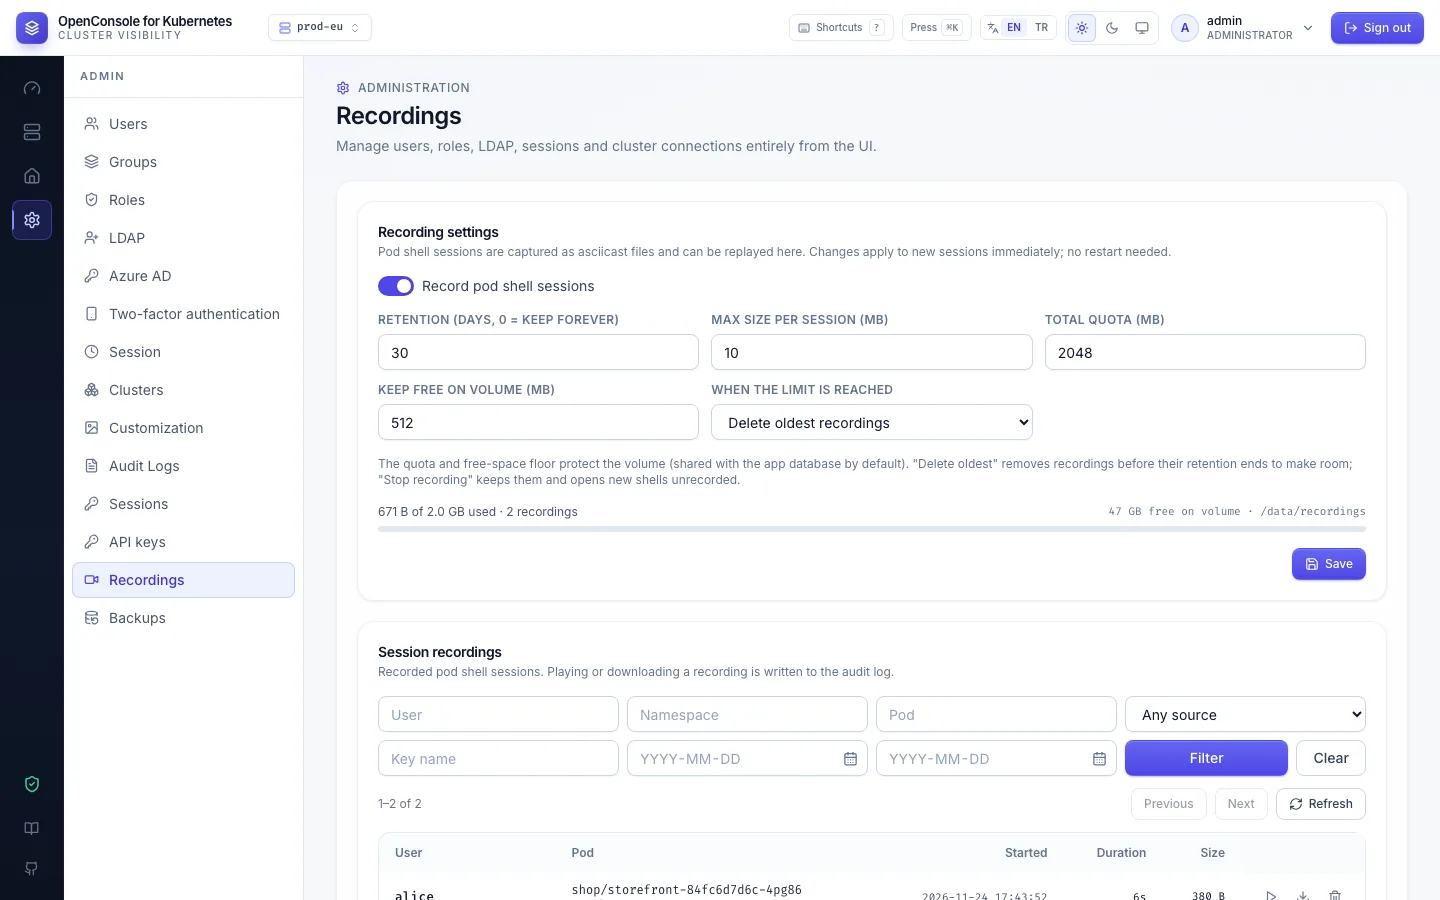 OpenConsole for Kubernetes
CLUSTER VISIBILITY
prod-eu
Shortcuts ?
Press ⌘K
EN
TR
A
admin
ADMINISTRATOR
Sign out
ADMIN
Users
Groups
Roles
LDAP
Azure AD
Two-factor authentication
Session
Clusters
Customization
Audit Logs
Sessions
API keys
Recordings
Backups
ADMINISTRATION
Recordings
Manage users, roles, LDAP, sessions and cluster connections entirely from the UI.
Recording settings
Pod shell sessions are captured as asciicast files and can be replayed here. Changes apply to new sessions immediately; no restart needed.
Record pod shell sessions
RETENTION (DAYS, 0 = KEEP FOREVER)
MAX SIZE PER SESSION (MB)
TOTAL QUOTA (MB)
30
10
2048
KEEP FREE ON VOLUME (MB)
WHEN THE LIMIT IS REACHED
512
Delete oldest recordings
The quota and free-space floor protect the volume (shared with the app database by default). "Delete oldest" removes recordings before their retention ends to make room;
"Stop recording" keeps them and opens new shells unrecorded.
671 B of 2.0 GB used · 2 recordings
47 GB free on volume · /data/recordings
Save
Session recordings
Recorded pod shell sessions. Playing or downloading a recording is written to the audit log.
User
Namespace
Pod
Any source
Key name
YYYY-MM-DD
YYYY-MM-DD
Filter
Clear
1–2 of 2
Previous
Next
Refresh
User
Pod
Started
Duration
Size
alice
shop/storefront-84fc6d7d6c-4pg86
2026-11-24 17:43:52
6s
380 B